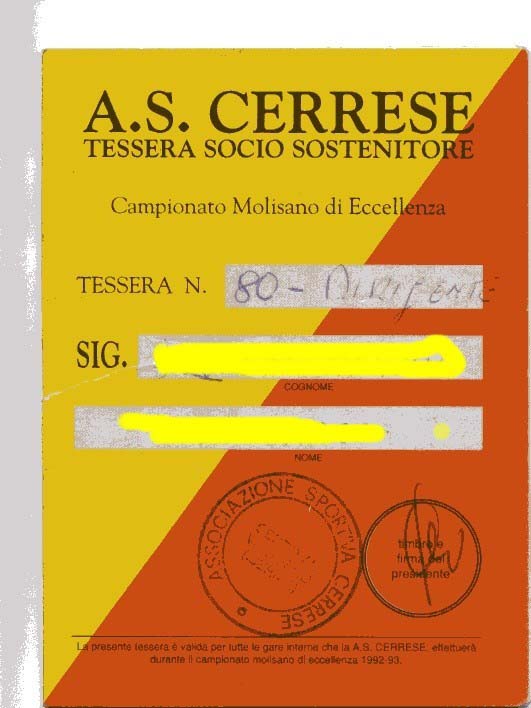 A.S. CERRESE
TESSERA SOCIO SOSTENITORE
Campionato Molisano di Eccellenza
TESSERA N. 80 - DIRIGENTE
SIG.
COGNOME
NOME
ASSOCIAZIONE SPORTIVA CERRESE
timbro e
firma del
presidente
La presente tessera è valida per tutte le gare interne che la A.S. CERRESE, effettuerà
durante il campionato molisano di eccellenza 1992-93.